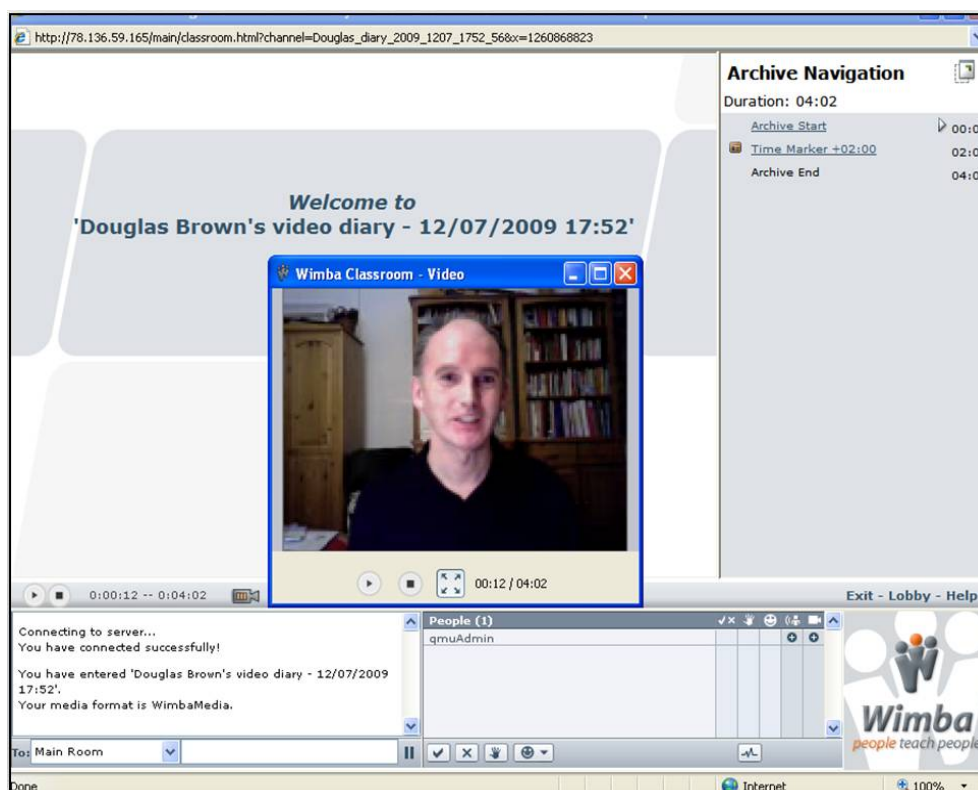 http://78.136.59.165/main/classroom.html?channel=Douglas_diary_2009_1207_1752_56&x=1260868823
Archive Navigation
Duration: 04:02
Archive Start 00:0
Time Marker +02:00 02:0
Archive End 04:0
Welcome to
'Douglas Brown's video diary - 12/07/2009 17:52'
Wimba Classroom - Video
00:12 / 04:02
0:00:12 -- 0:04:02
Exit - Lobby - Help
Connecting to server...
You have connected successfully!
You have entered 'Douglas Brown's video diary - 12/07/2009
17:52'.
Your media format is WimbaMedia.
People (1)
qmuAdmin
To: Main Room
Wimba
people teach people
Done
Internet
100%